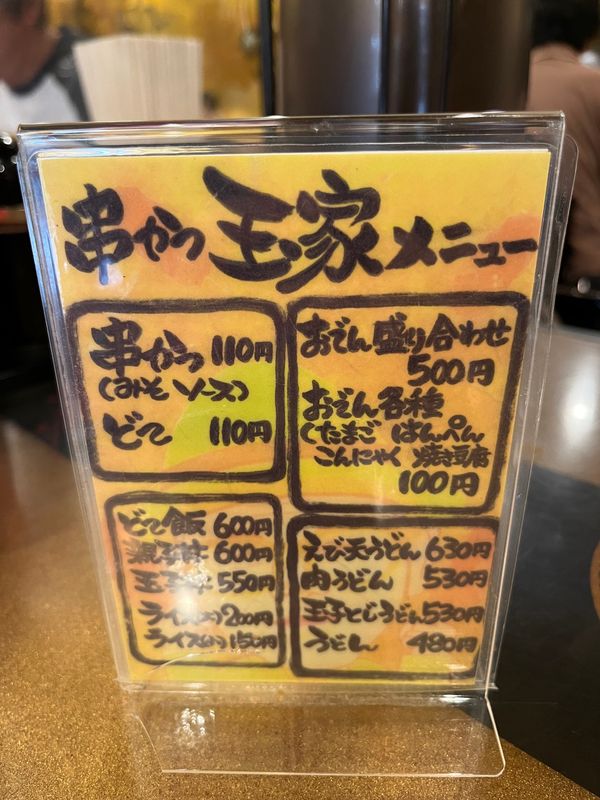 串かつ 玉家 メニュー
串かつ 110円
(みそ ソース)
どて 110円
おでん盛り合わせ
500円
おでん各種
(たまご はんぺん
こんにゃく 焼き豆腐
100円
どて飯 600円
親子丼 600円
玉子丼 550円
ライス(大) 200円
ライス(小) 150円
えび天うどん 630円
肉うどん 530円
玉子とじうどん 530円
うどん 480円